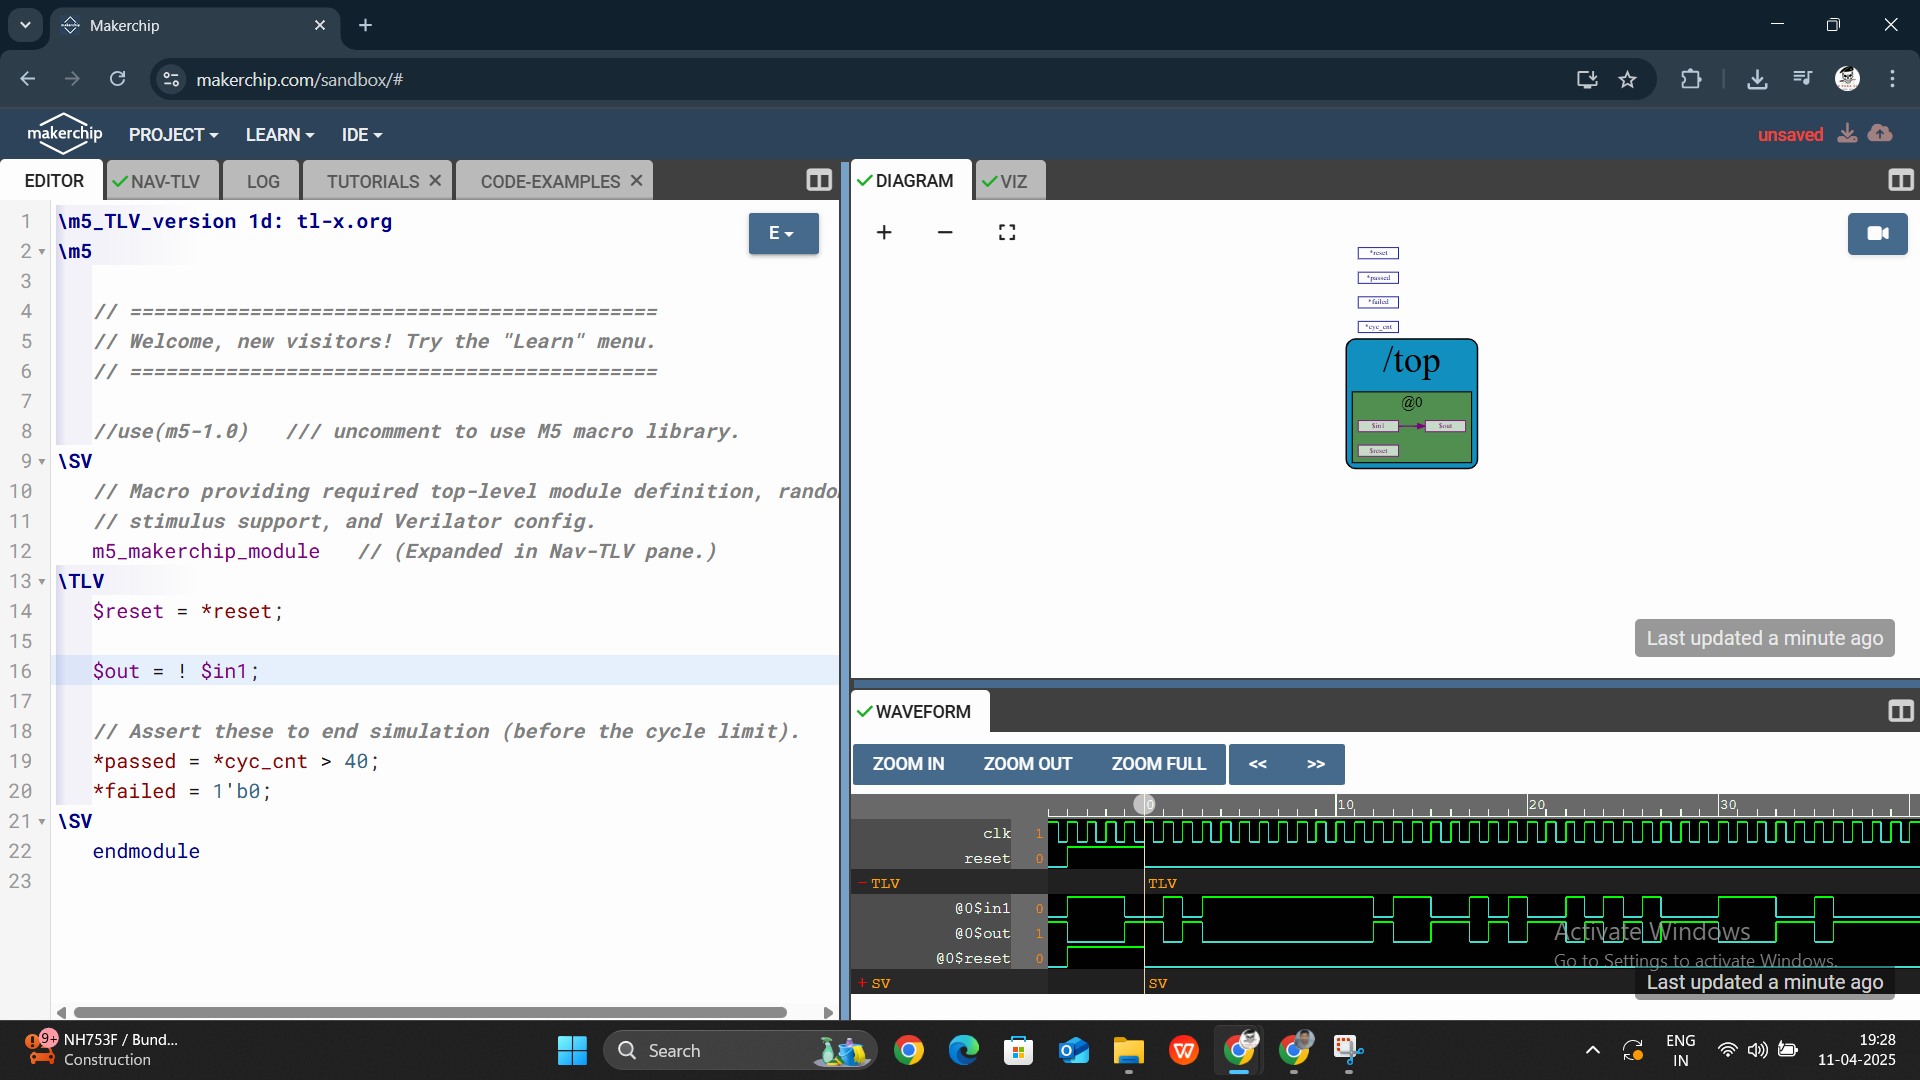 Makerchip
makerchip.com/sandbox/#
makerchip PROJECT LEARN IDE unsaved
EDITOR NAV-TLV LOG TUTORIALS CODE-EXAMPLES
E
1 \m5_TLV_version 1d: tl-x.org
2 \m5
3
4 // ============================================
5 // Welcome, new visitors! Try the "Learn" menu.
6 // ============================================
7
8 //use(m5-1.0)   /// uncomment to use M5 macro library.
9 \SV
10 // Macro providing required top-level module definition, rando
11 // stimulus support, and Verilator config.
12 m5_makerchip_module   // (Expanded in Nav-TLV pane.)
13 \TLV
14 $reset = *reset;
15
16 $out = ! $in1;
17
18 // Assert these to end simulation (before the cycle limit).
19 *passed = *cyc_cnt > 40;
20 *failed = 1'b0;
21 \SV
22 endmodule
23
DIAGRAM VIZ
*reset
*passed
*failed
*cyc_cnt
/top
@0
$in1 $out
$reset
Last updated a minute ago
WAVEFORM
ZOOM IN ZOOM OUT ZOOM FULL << >>
0 10 20 30
clk 1
reset 0
- TLV TLV
@0$in1 0
@0$out 1
@0$reset 0
+ SV SV
Activate Windows
Go to Settings to activate Windows.
Last updated a minute ago
9+ NH753F / Bund...
Construction
Search
ENG
IN
19:28
11-04-2025